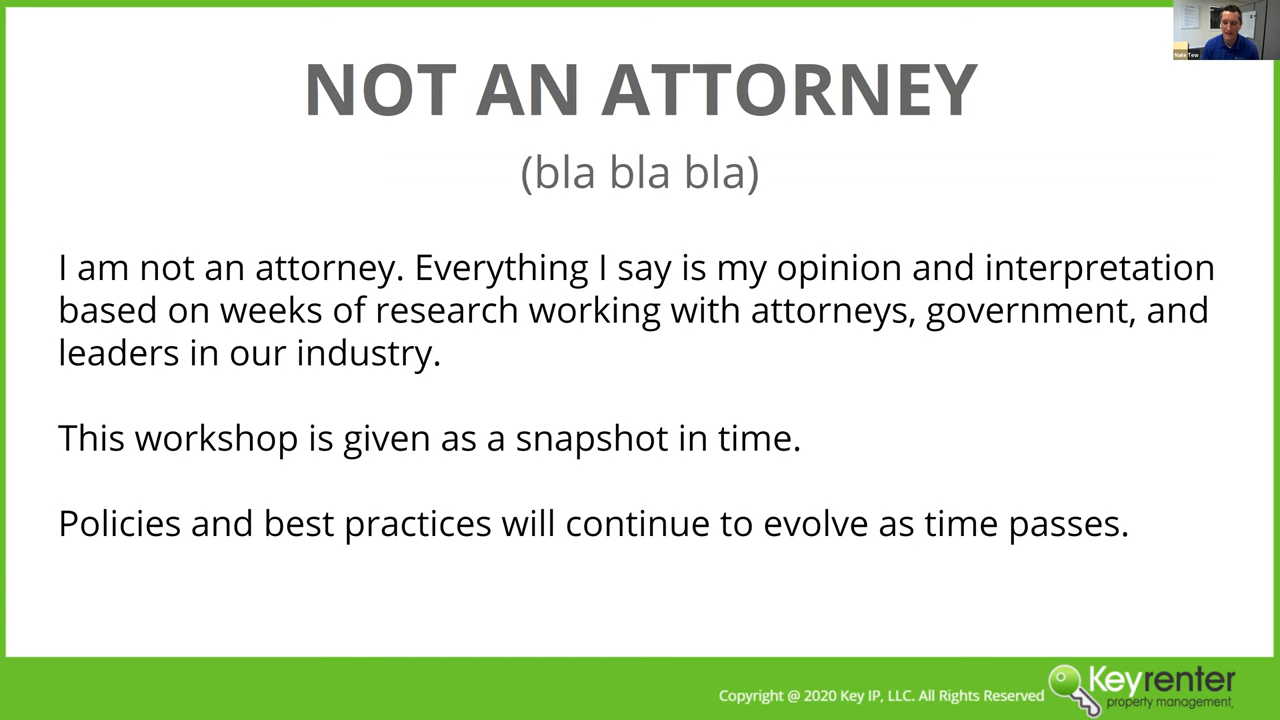 Nate Tew
NOT AN ATTORNEY
(bla bla bla)
I am not an attorney. Everything I say is my opinion and interpretation
based on weeks of research working with attorneys, government, and
leaders in our industry.
This workshop is given as a snapshot in time.
Policies and best practices will continue to evolve as time passes.
Copyright @ 2020 Key IP, LLC. All Rights Reserved
Keyrenter
property management